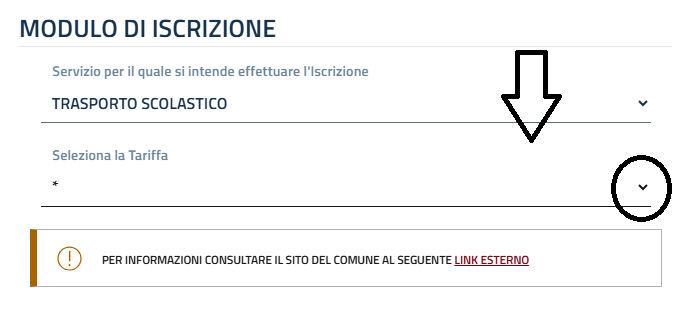 MODULO DI ISCRIZIONE
Servizio per il quale si intende effettuare l'Iscrizione
TRASPORTO SCOLASTICO
Seleziona la Tariffa
*
PER INFORMAZIONI CONSULTARE IL SITO DEL COMUNE AL SEGUENTE LINK ESTERNO